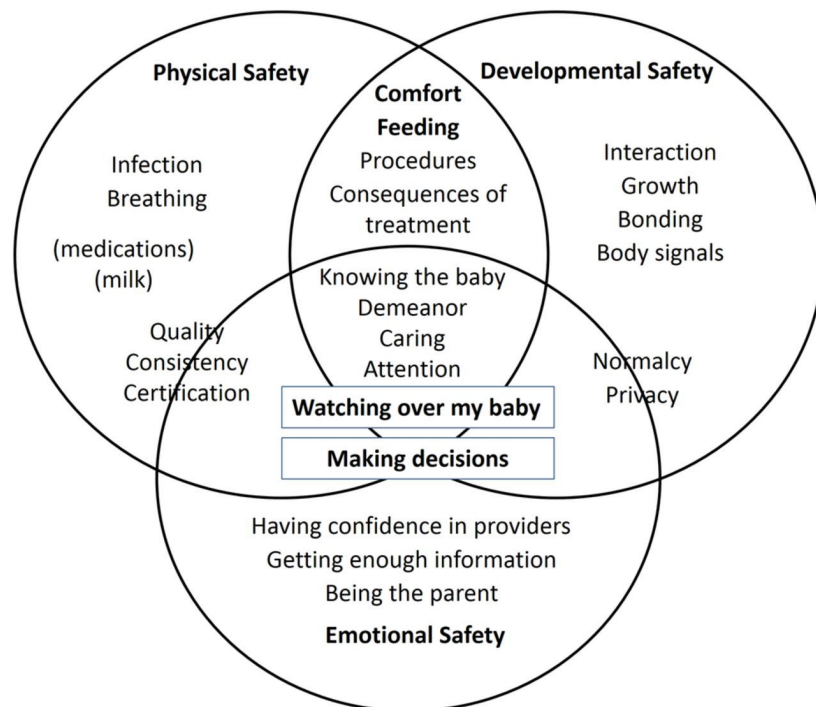 Physical Safety
Developmental Safety
Comfort
Feeding
Procedures
Consequences of
treatment
Infection
Breathing
(medications)
(milk)
Interaction
Growth
Bonding
Body signals
Knowing the baby
Demeanor
Caring
Attention
Quality
Consistency
Certification
Normalcy
Privacy
Watching over my baby
Making decisions
Having confidence in providers
Getting enough information
Being the parent
Emotional Safety